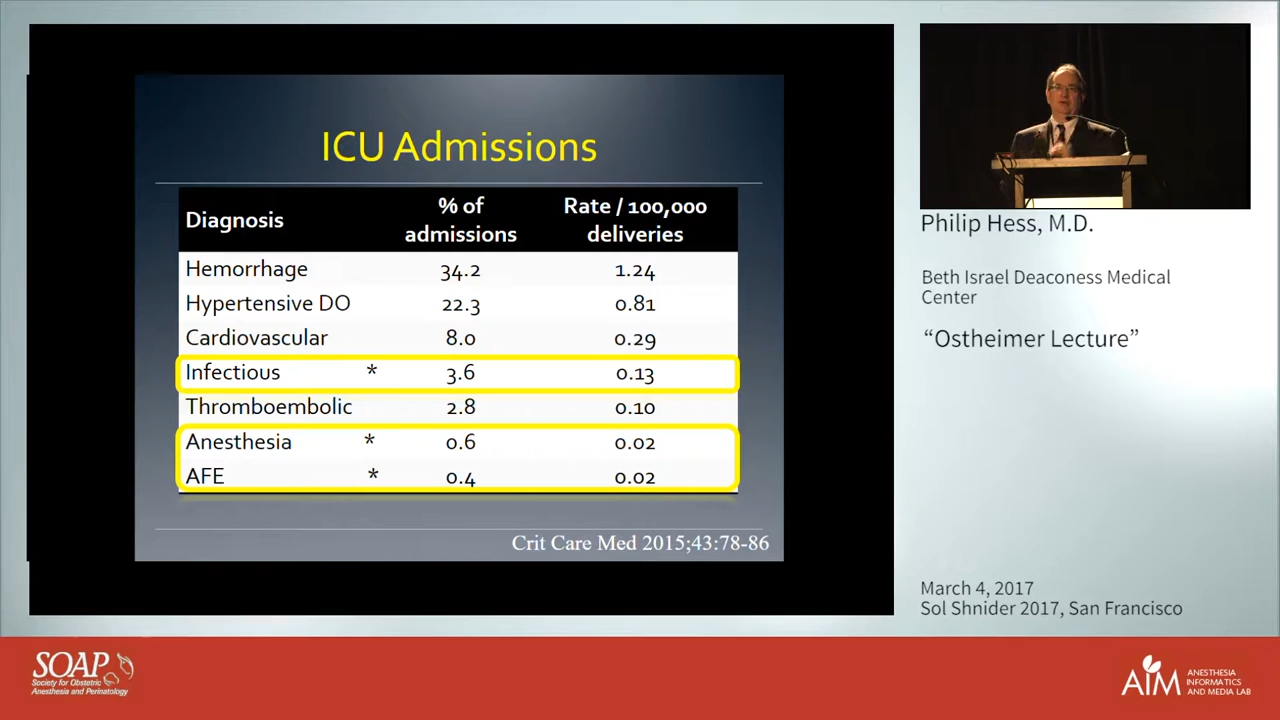 ICU Admissions
Diagnosis % of admissions Rate / 100,000 deliveries
Hemorrhage 34.2 1.24
Hypertensive DO 22.3 0.81
Cardiovascular 8.0 0.29
Infectious * 3.6 0.13
Thromboembolic 2.8 0.10
Anesthesia * 0.6 0.02
AFE * 0.4 0.02
Crit Care Med 2015;43:78-86
Philip Hess, M.D.
Beth Israel Deaconess Medical
Center
“Ostheimer Lecture”
March 4, 2017
Sol Shnider 2017, San Francisco
SOAP
Society for Obstetric
Anesthesia and Perinatology
AIM
ANESTHESIA
INFORMATICS
AND MEDIA LAB